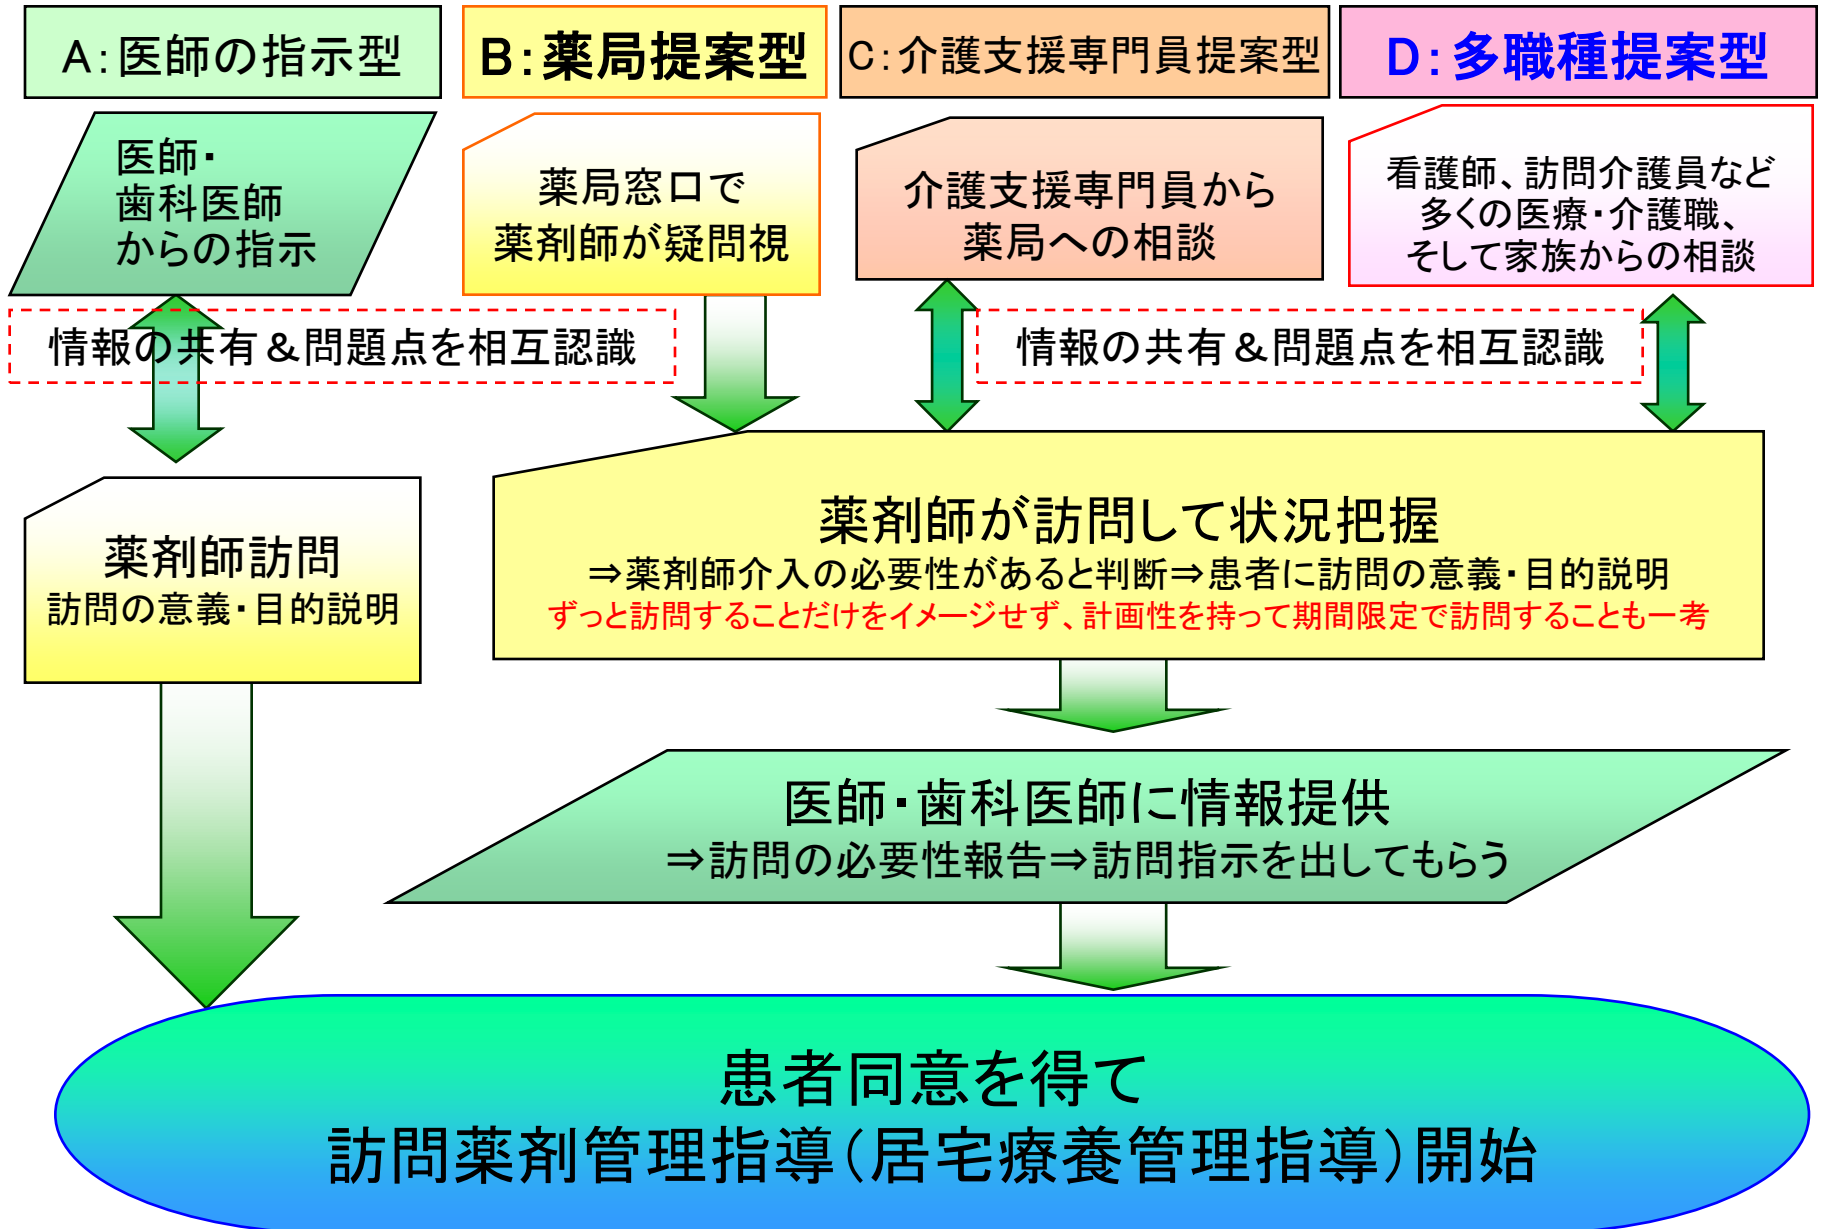 A:医師の指示型
B:薬局提案型
C:介護支援専門員提案型
D:多職種提案型
医師・
歯科医師
からの指示
薬局窓口で
薬剤師が疑問視
介護支援専門員から
薬局への相談
看護師、訪問介護員など
多くの医療・介護職、
そして家族からの相談
情報の共有&問題点を相互認識
情報の共有&問題点を相互認識
薬剤師訪問
訪問の意義・目的説明
薬剤師が訪問して状況把握
⇒薬剤師介入の必要性があると判断⇒患者に訪問の意義・目的説明
ずっと訪問することだけをイメージせず、計画性を持って期間限定で訪問することも一考
医師・歯科医師に情報提供
⇒訪問の必要性報告⇒訪問指示を出してもらう
患者同意を得て
訪問薬剤管理指導(居宅療養管理指導)開始